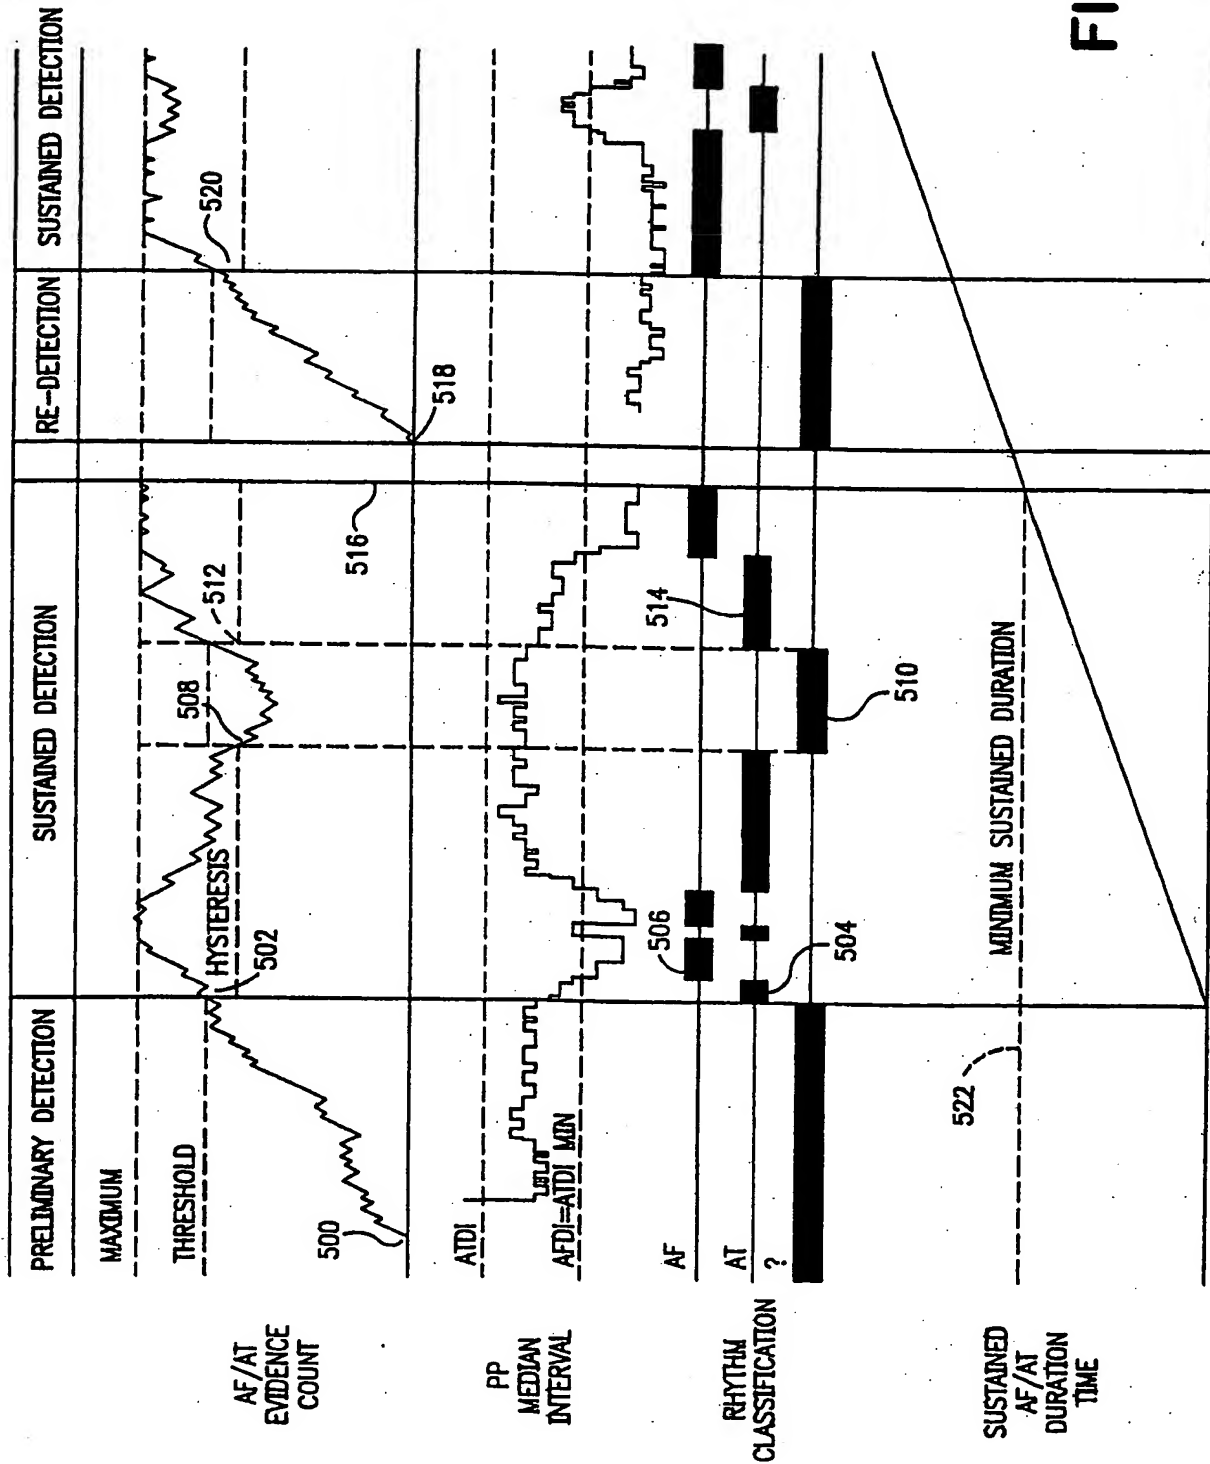 PRELIMINARY DETECTION
SUSTAINED DETECTION
RE-DETECTION
SUSTAINED DETECTION
MAXIMUM
THRESHOLD
HYSTERESIS
AF/AT
EVIDENCE
COUNT
500
502
508
512
516
518
520
PP
MEDIAN
INTERVAL
ATDI
AFDI=ATDI MIN
RHYTHM
CLASSIFICATION
AF
AT
?
506
504
514
510
SUSTAINED
AF/AT
DURATION
TIME
522
MINIMUM SUSTAINED DURATION
FI